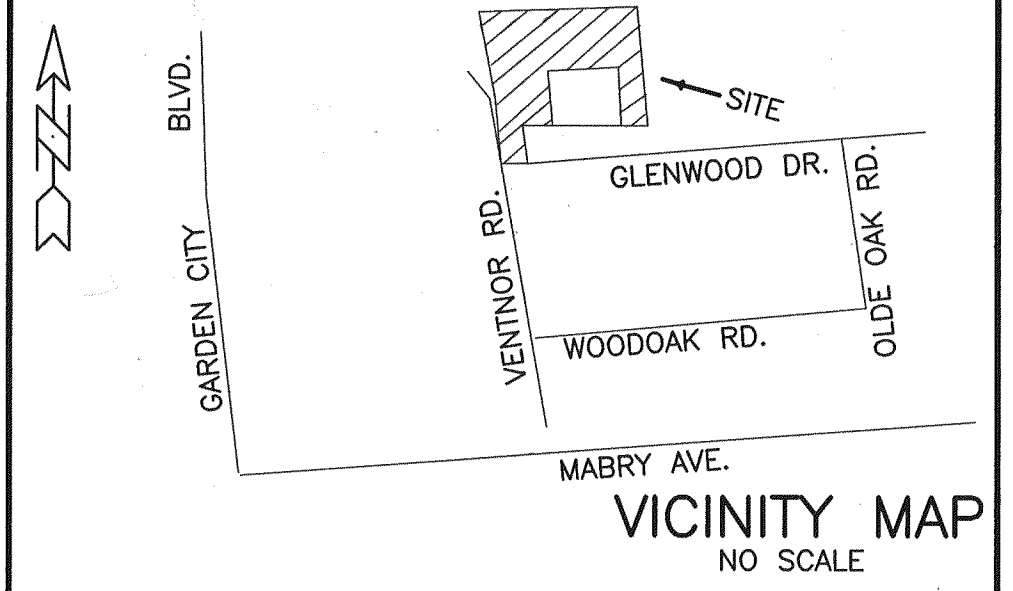 BLVD.
GARDEN CITY
SITE
GLENWOOD DR.
OLDE OAK RD.
VENTNOR RD.
WOODOAK RD.
MABRY AVE.
VICINITY MAP
NO SCALE
N